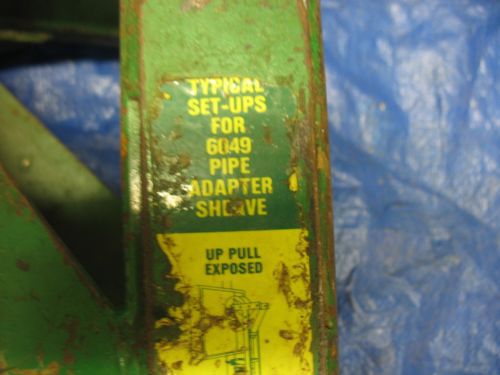 TYPICAL
SET-UPS
FOR
6049
PIPE
ADAPTER
SHEAVE
UP PULL
EXPOSED